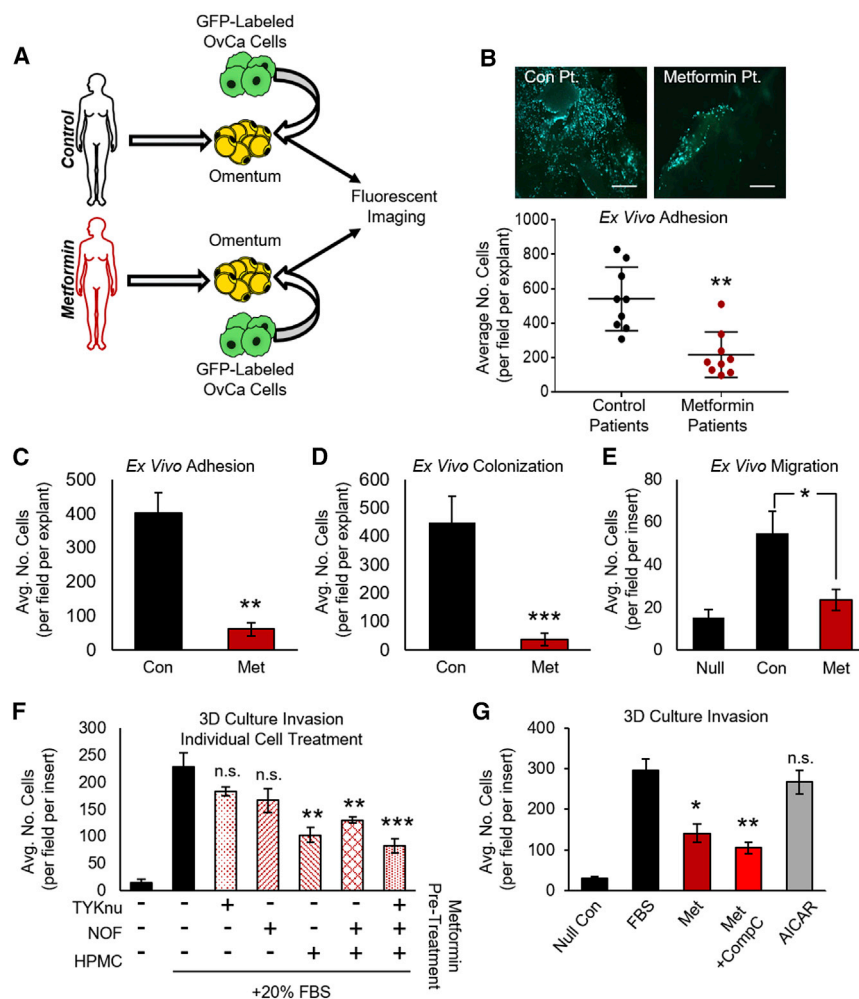 A
GFP-Labeled
OvCa Cells
Control
Omentum
Fluorescent
Imaging
Metformin
Omentum
GFP-Labeled
OvCa Cells
B
Con Pt.
Metformin Pt.
Ex Vivo Adhesion
Average No. Cells
(per field per explant)
1000
800
600
400
200
0
**
Control
Patients
Metformin
Patients
C
Ex Vivo Adhesion
Avg. No. Cells
(per field per explant)
500
400
300
200
100
0
**
Con Met
D
Ex Vivo Colonization
Avg. No. Cells
(per field per explant)
600
500
400
300
200
100
0
***
Con Met
E
Ex Vivo Migration
Avg. No. Cells
(per field per insert)
80
60
40
20
0
*
Null Con Met
F
3D Culture Invasion
Individual Cell Treatment
Avg. No. Cells
(per field per insert)
300
250
200
150
100
50
0
n.s. n.s. ** ** ***
TYKnu - - + - - - +
NOF - - - + - + +
HPMC - - - - + + +
+20% FBS
Metformin
Pre-Treatment
G
3D Culture Invasion
Avg. No. Cells
(per field per insert)
400
300
200
100
0
* ** n.s.
Null Con
FBS
Met
Met
+CompC
AICAR